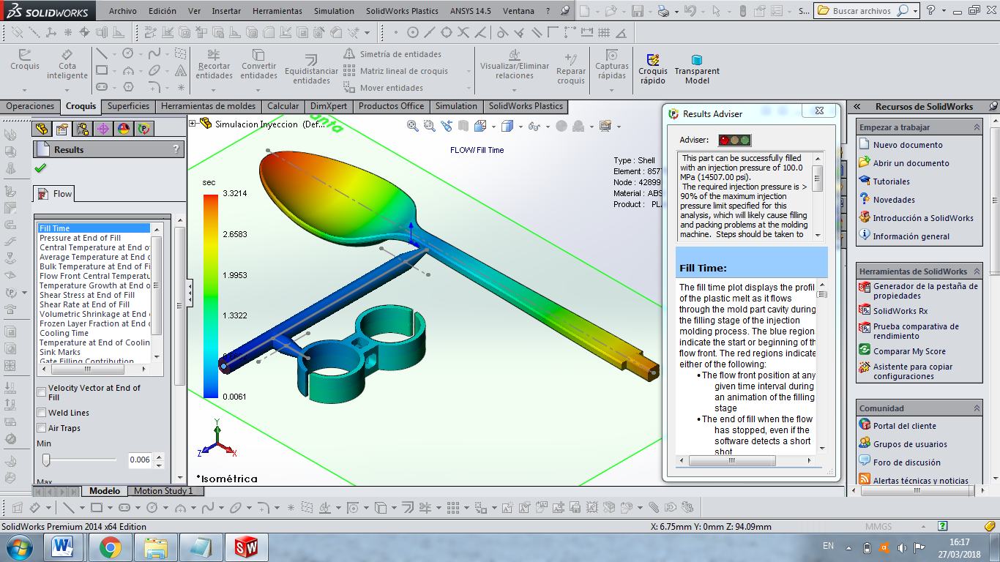 SOLIDWORKS
Archivo Edición Ver Insertar Herramientas Simulation SolidWorks Plastics ANSYS 14.5 Ventana ?
S...
Buscar archivos
?
Croquis
Cota inteligente
Recortar entidades
Convertir entidades
Equidistanciar entidades
Simetría de entidades
Matriz lineal de croquis
Mover entidades
Visualizar/Eliminar relaciones
Reparar croquis
Capturas rápidas
Croquis rápido
Transparent Model
Operaciones Croquis Superficies Herramientas de moldes Calcular DimXpert Productos Office Simulation SolidWorks Plastics
Results
?
Flow
Fill Time
Pressure at End of Fill
Central Temperature at End o
Average Temperature at End o
Bulk Temperature at End of Fi
Flow Front Central Temperatu
Temperature Growth at End o
Shear Stress at End of Fill
Shear Rate at End of Fill
Volumetric Shrinkage at End o
Frozen Layer Fraction at End o
Cooling Time
Temperature at End of Coolin
Sink Marks
Gate Filling Contribution
Velocity Vector at End of
Fill
Weld Lines
Air Traps
Min
0.006
Max
Simulacion Inyeccion (Def...
anta
FLOW/ Fill Time
Type : Shell
Element : 857
Node : 42899
Material : ABS
Product : PL
sec
3.3214
2.6583
1.9953
1.3322
0.0061
Y
Z
X
*Isométrica
Results Adviser
Adviser:
This part can be successfully filled
with an injection pressure of 100.0
MPa (14507.00 psi).
The required injection pressure is >
90% of the maximum injection
pressure limit specified for this
analysis, which will likely cause filling
and packing problems at the molding
machine. Steps should be taken to
Fill Time:
The fill time plot displays the profil
of the plastic melt as it flows
through the mold part cavity during
the filling stage of the injection
molding process. The blue region
indicate the start or beginning of th
flow front. The red regions indicate
either of the following:
•The flow front position at any
given time interval during
an animation of the filling
stage
•The end of fill when the flow
has stopped, even if the
software detects a short
shot
Recursos de SolidWorks
Empezar a trabajar
Nuevo documento
Abrir un documento
Tutoriales
Novedades
Introducción a SolidWorks
Información general
Herramientas de SolidWorks
Generador de la pestaña de
propiedades
SolidWorks Rx
Prueba comparativa de
rendimiento
Comparar My Score
Asistente para copiar
configuraciones
Comunidad
Portal del cliente
Grupos de usuarios
Foro de discusión
Alertas técnicas y noticias
Modelo Motion Study 1
SolidWorks Premium 2014 x64 Edition
X: 6.75mm Y: 0mm Z: 94.09mm
MMGS
EN
16:17
27/03/2018